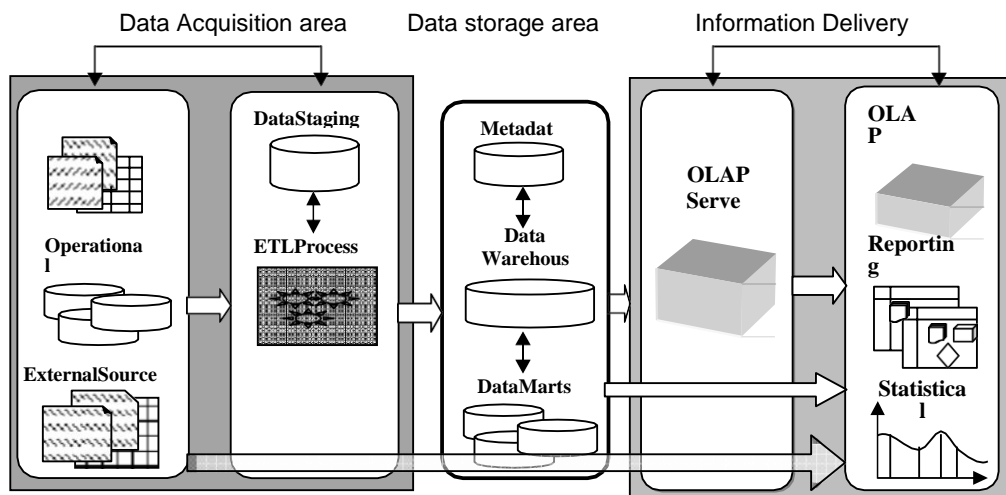 Data Acquisition area
Data storage area
Information Delivery
DataStaging
ETLProcess
Operationa
l
ExternalSource
Metadat
Data
Warehous
DataMarts
OLAP
Serve
OLA
P
Reportin
g
Statistica
l